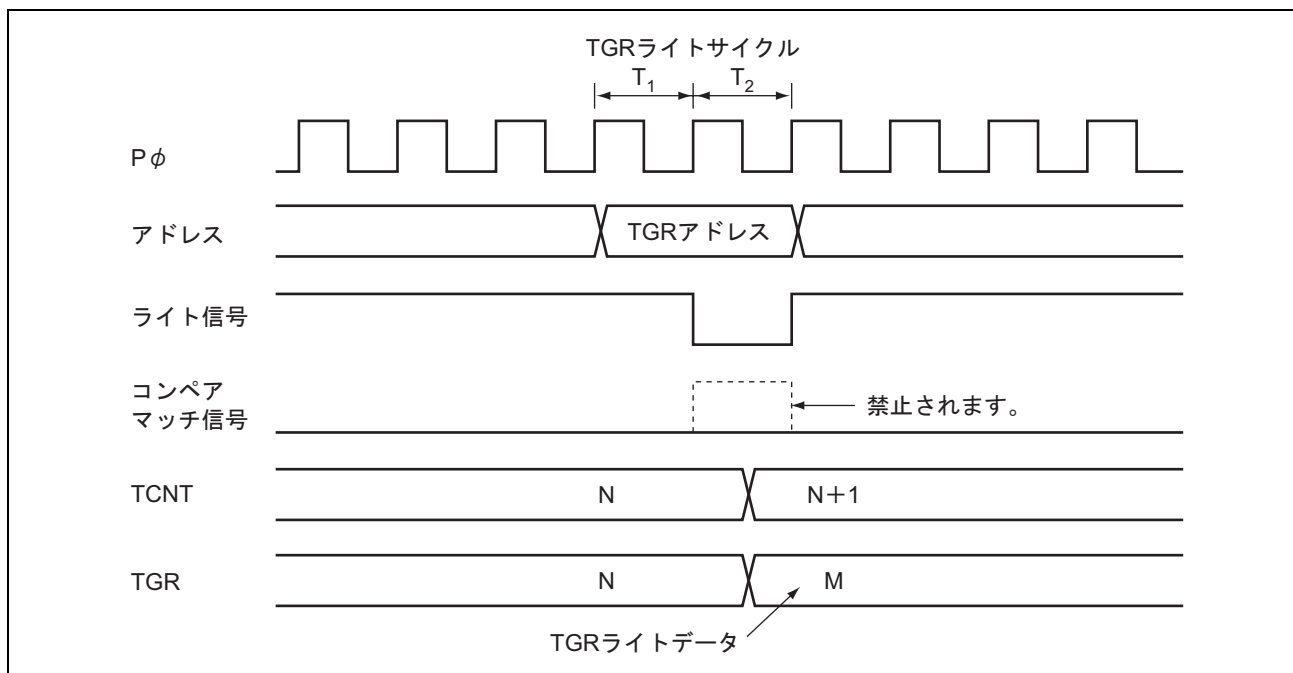 TGRライトサイクル
T1 T2
Pφ
アドレス
TGRアドレス
ライト信号
コンペア
マッチ信号
禁止されます。
TCNT
N
N+1
TGR
N
M
TGRライトデータ